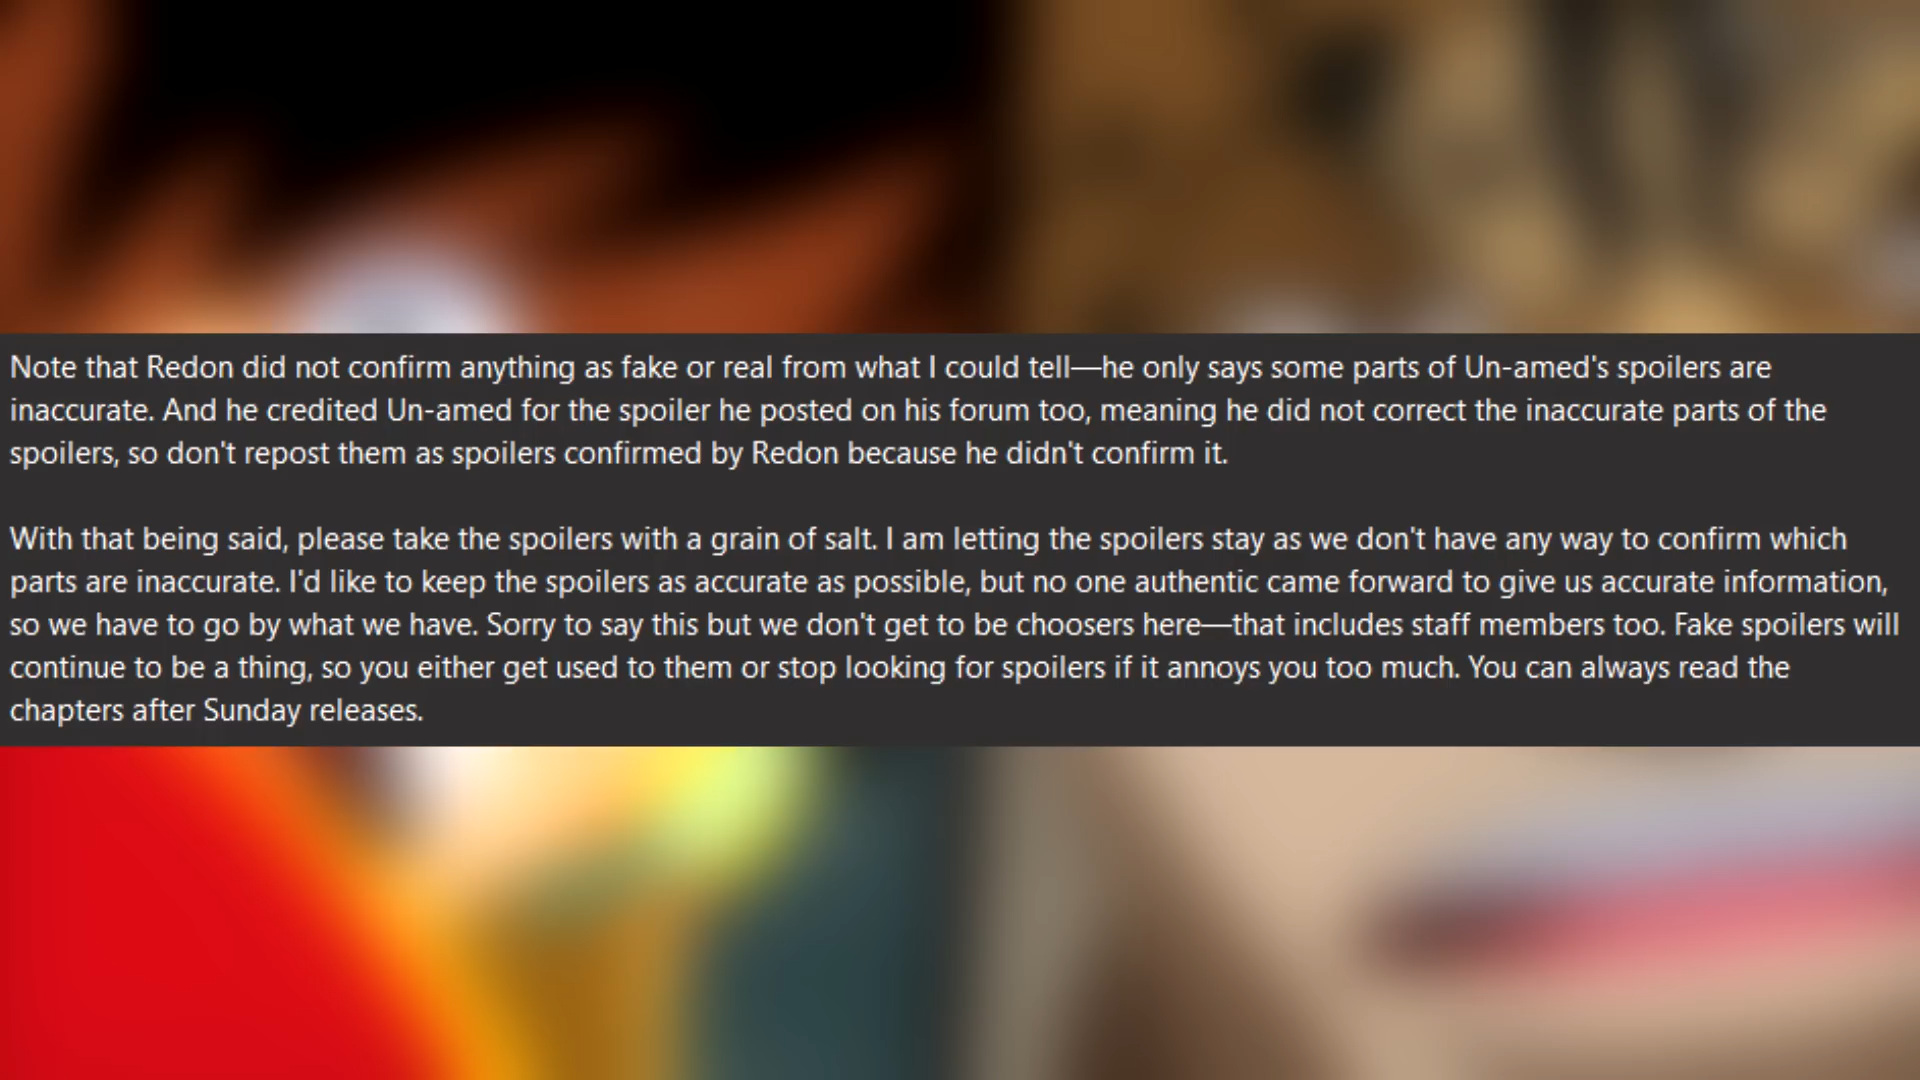 Note that Redon did not confirm anything as fake or real from what I could tell—he only says some parts of Un-amed's spoilers are
inaccurate. And he credited Un-amed for the spoiler he posted on his forum too, meaning he did not correct the inaccurate parts of the
spoilers, so don't repost them as spoilers confirmed by Redon because he didn't confirm it.
With that being said, please take the spoilers with a grain of salt. I am letting the spoilers stay as we don't have any way to confirm which
parts are inaccurate. I'd like to keep the spoilers as accurate as possible, but no one authentic came forward to give us accurate information,
so we have to go by what we have. Sorry to say this but we don't get to be choosers here—that includes staff members too. Fake spoilers will
continue to be a thing, so you either get used to them or stop looking for spoilers if it annoys you too much. You can always read the
chapters after Sunday releases.